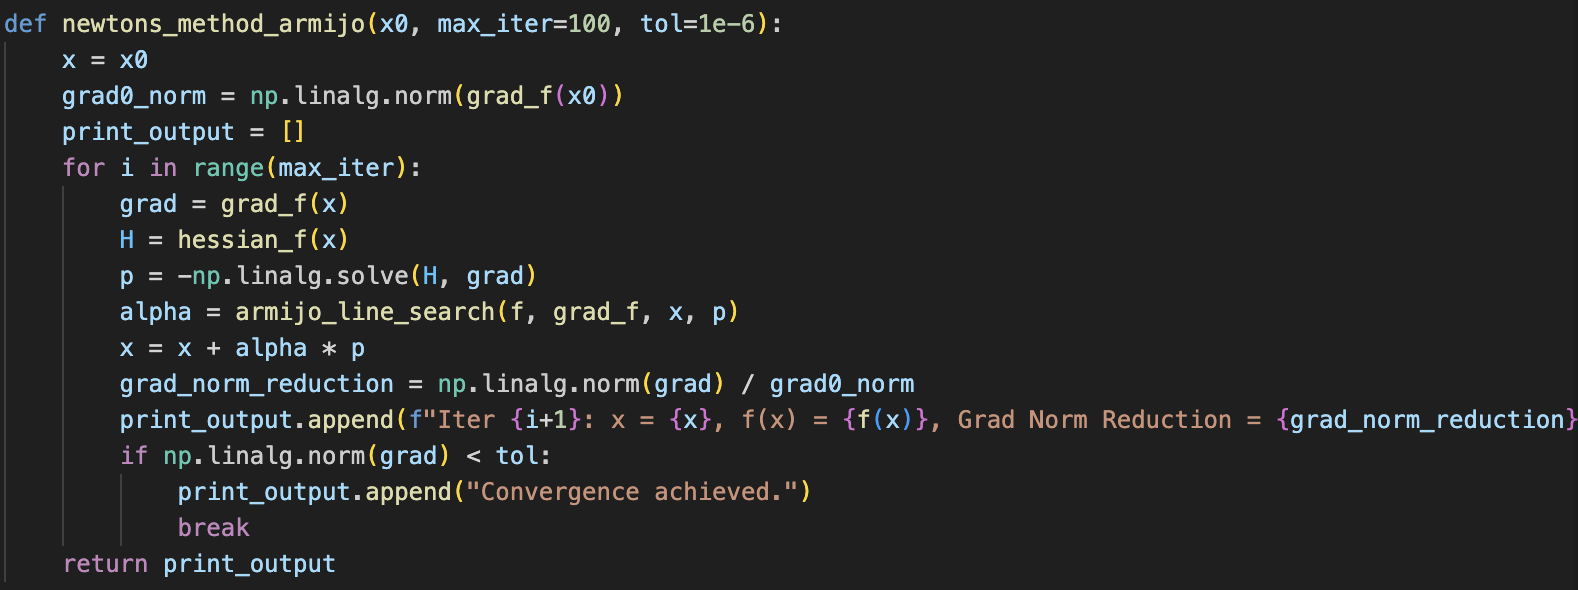 def newtons_method_armijo(x0, max_iter=100, tol=1e-6):
    x = x0
    grad0_norm = np.linalg.norm(grad_f(x0))
    print_output = []
    for i in range(max_iter):
        grad = grad_f(x)
        H = hessian_f(x)
        p = -np.linalg.solve(H, grad)
        alpha = armijo_line_search(f, grad_f, x, p)
        x = x + alpha * p
        grad_norm_reduction = np.linalg.norm(grad) / grad0_norm
        print_output.append(f"Iter {i+1}: x = {x}, f(x) = {f(x)}, Grad Norm Reduction = {grad_norm_reduction}
        if np.linalg.norm(grad) < tol:
            print_output.append("Convergence achieved.")
            break
    return print_output